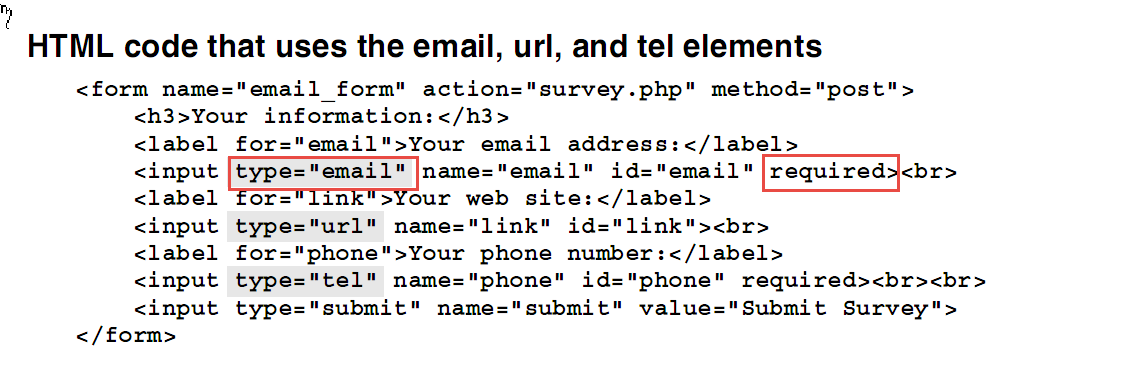 HTML code that uses the email, url, and tel elements
<form name="email_form" action="survey.php" method="post">
<h3>Your information:</h3>
<label for="email">Your email address:</label>
<input type="email" name="email" id="email" required><br>
<label for="link">Your web site:</label>
<input type="url" name="link" id="link"><br>
<label for="phone">Your phone number:</label>
<input type="tel" name="phone" id="phone" required><br><br>
<input type="submit" name="submit" value="Submit Survey">
</form>